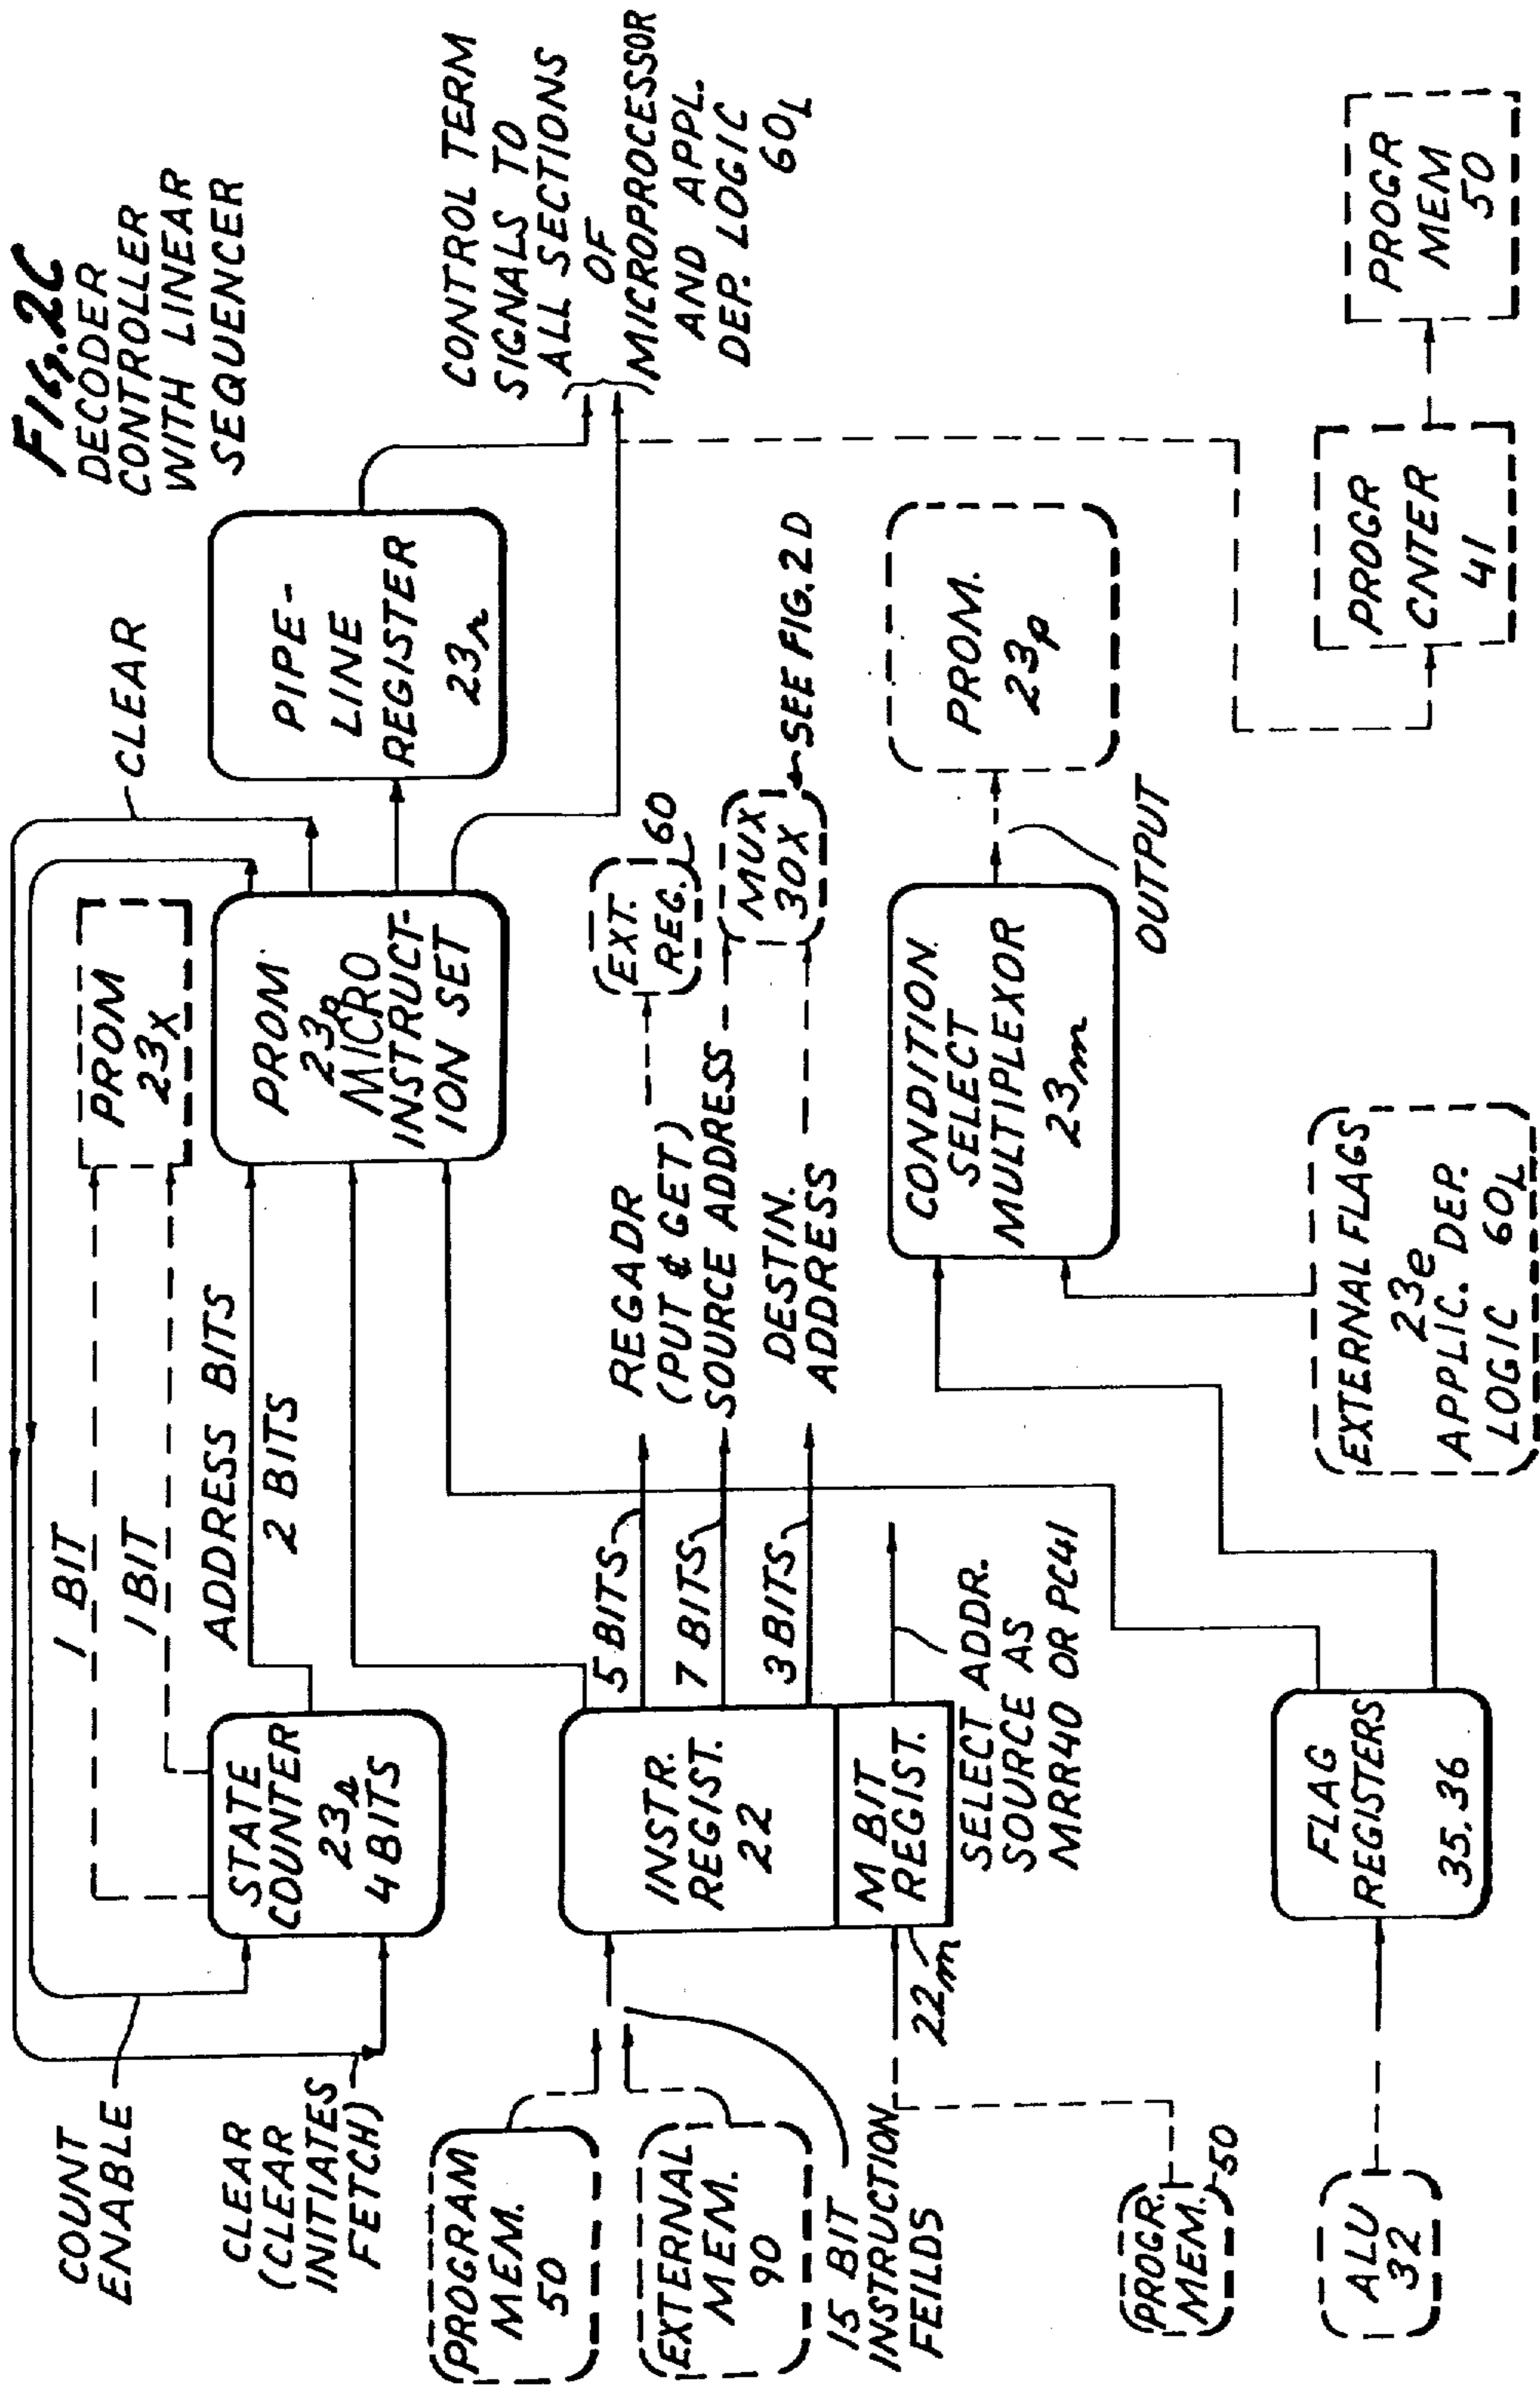 FIG. 2C
DECODER
CONTROLLER
WITH LINEAR
SEQUENCER
COUNT
ENABLE
CLEAR
(CLEAR
INITIATES
FETCH)
1 BIT
1 BIT
ADDRESS BITS
2 BITS
CLEAR
STATE
COUNTER
23s
4 BITS
PROM
23x
PROM
23p
MICRO
INSTRUCT-
ION SET
PIPE-
LINE
REGISTER
23r
CONTROL TERM
SIGNALS TO
ALL SECTIONS
OF
MICROPROCESSOR
AND APPL.
DEP. LOGIC
60L
PROGRAM
MEM.
50
EXTERNAL
MEM.
90
15 BIT
INSTRUCTION
FEILDS
INSTR.
REGIST.
22
M BIT
REGIST.
22m
5 BITS
7 BITS
3 BITS
REGADR
(PUT & GET)
SOURCE ADDRESS
DESTIN.
ADDRESS
EXT.
REG.
60
MUX
30X
SEE FIG. 2D
SELECT ADDR.
SOURCE AS
MRR40 OR PC41
PROGR.
MEM.
50
CONDITION
SELECT
MULTIPLEXOR
23m
OUTPUT
PROM.
23p
ALU
32
FLAG
REGISTERS
35.36
EXTERNAL FLAGS
23e
APPLIC. DEP.
LOGIC 60L
PROGR
CNTER
41
PROGR
MEM
50